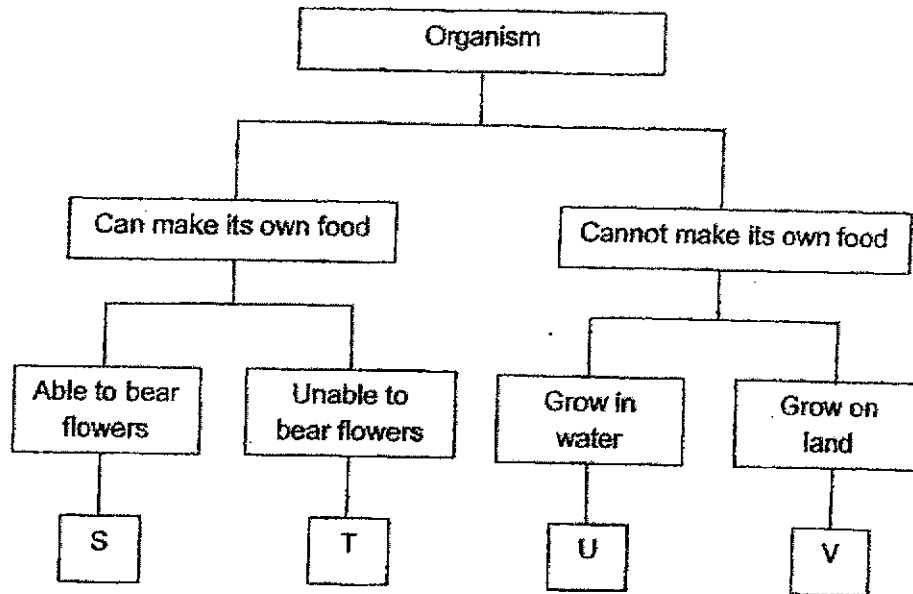 Organism
Can make its own food
Cannot make its own food
Able to bear
flowers
Unable to
bear flowers
Grow in
water
Grow on
land
S
T
U
V